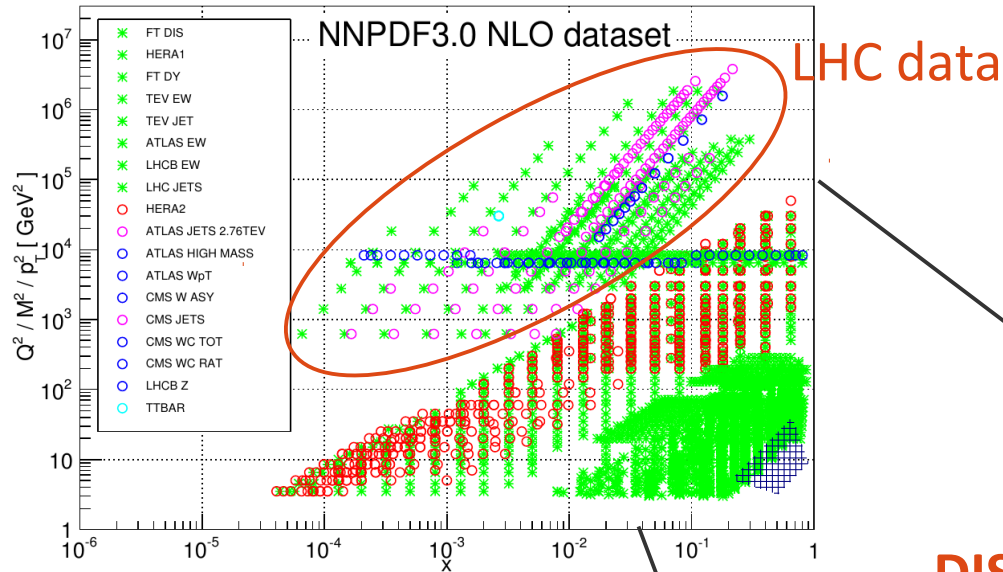 NNPDF3.0 NLO dataset
LHC data
FT DIS
HERA1
FT DY
TEV EW
TEV JET
ATLAS EW
LHCB EW
LHC JETS
HERA2
ATLAS JETS 2.76TEV
ATLAS HIGH MASS
ATLAS WpT
CMS W ASY
CMS JETS
CMS WC TOT
CMS WC RAT
LHCB Z
TTBAR
Q² / M² / p_T² [ GeV² ]
10⁷
10⁶
10⁵
10⁴
10³
10²
10
1
10⁻⁶ 10⁻⁵ 10⁻⁴ 10⁻³ 10⁻² 10⁻¹ 1
x
DIS